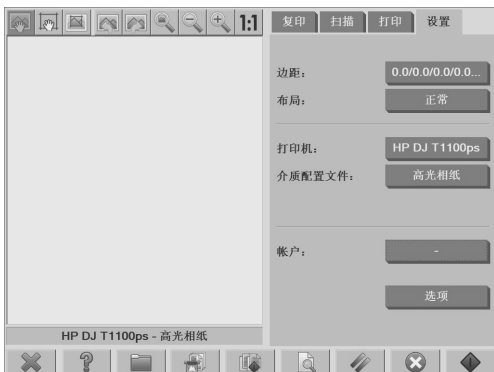 1:1
复印 扫描 打印 设置
边距： 0.0/0.0/0.0/0.0...
布局： 正常
打印机： HP DJ T1100ps
介质配置文件： 高光相纸
帐户： -
选项
HP DJ T1100ps - 高光相纸